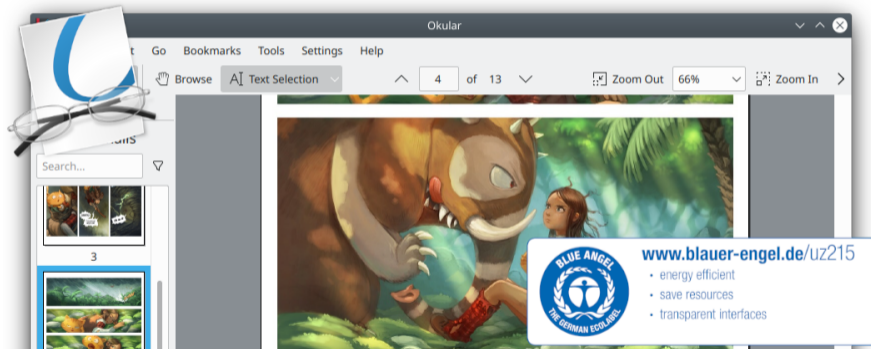 Okular
t Go Bookmarks Tools Settings Help
Browse AI Text Selection 4 of 13 Zoom Out 66% Zoom In
Search...
3
BLUE ANGEL
THE GERMAN ECOLABEL
www.blauer-engel.de/uz215
• energy efficient
• save resources
• transparent interfaces